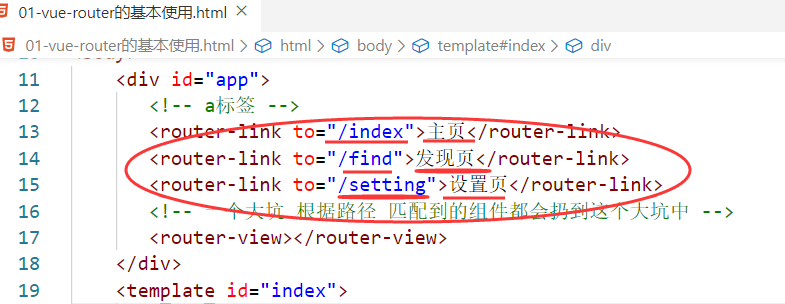 01-vue-router的基本使用.html ×
01-vue-router的基本使用.html > html > body > template#index > div
11 <div id="app">
12 <!-- a标签 -->
13 <router-link to="/index">主页</router-link>
14 <router-link to="/find">发现页</router-link>
15 <router-link to="/setting">设置页</router-link>
16 <!-- 一个大坑 根据路径 匹配到的组件都会扔到这个大坑中 -->
17 <router-view></router-view>
18 </div>
19 <template id="index">